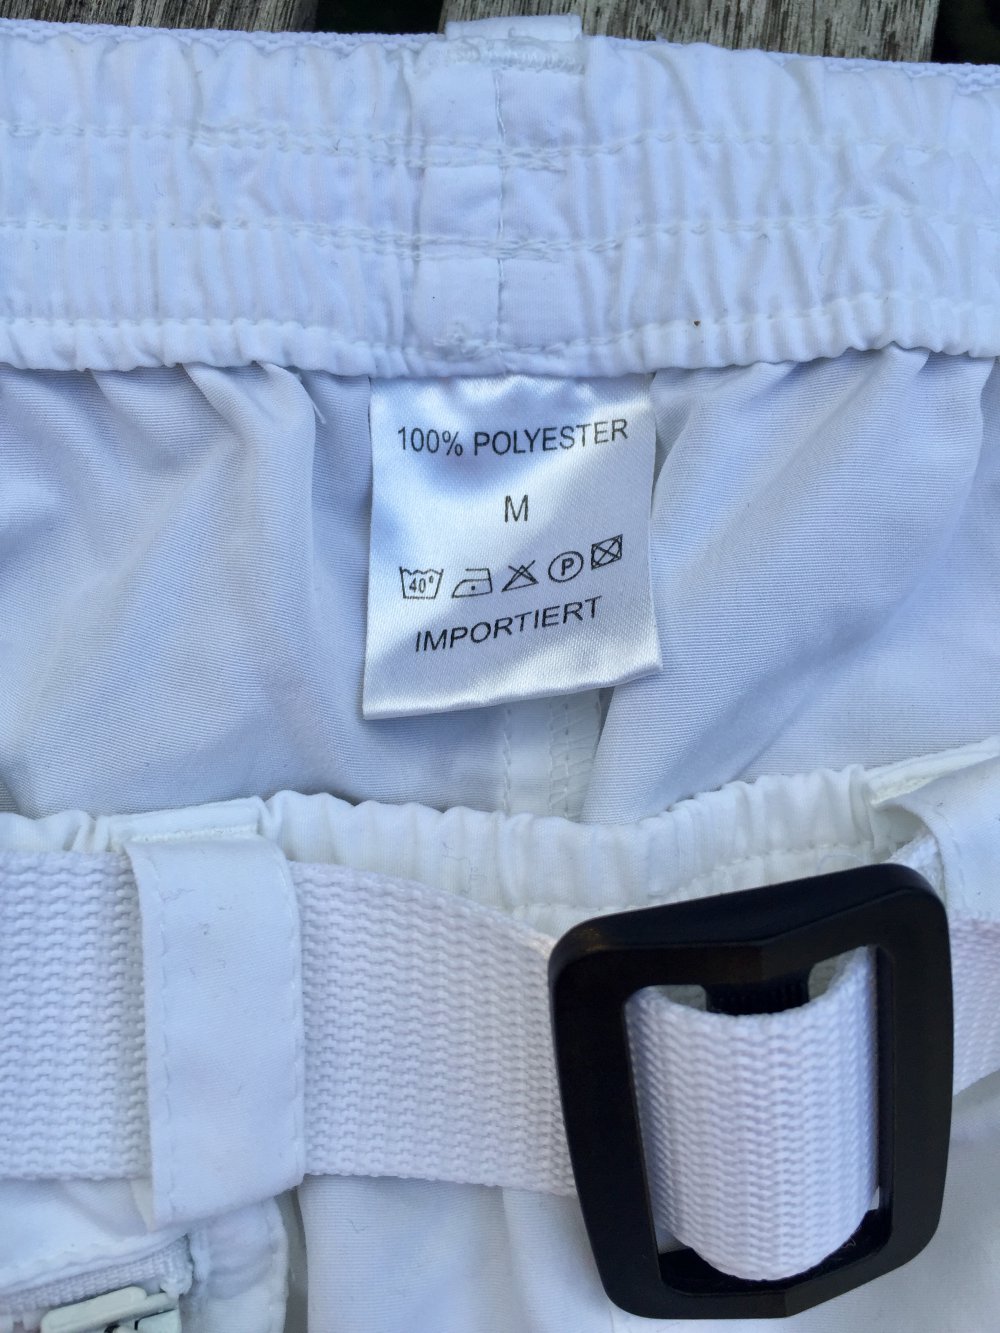 100% POLYESTER
M
40° P
IMPORTIERT